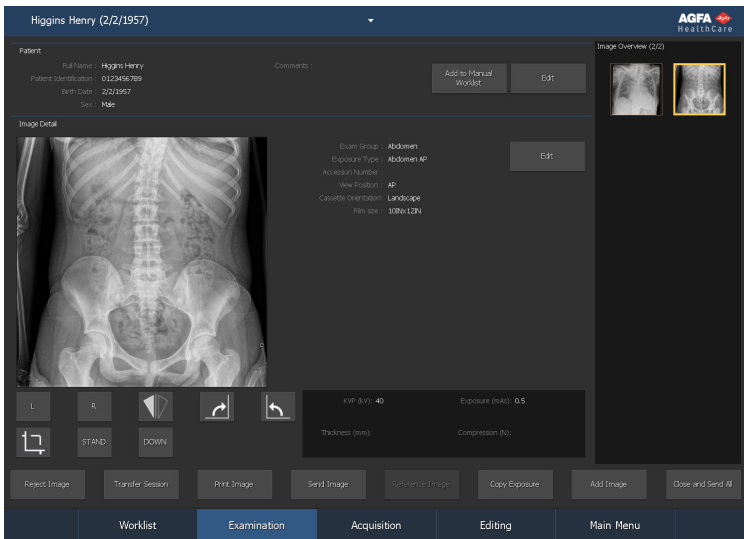 Higgins Henry (2/2/1957)
AGFA
HealthCare
Patient
Full Name : Higgins Henry
Comments :
Patient Identification : 0123456789
Birth Date : 2/2/1957
Sex : Male
Add to Manual
Worklist
Edit
Image Overview (2/2)
Image Detail
Exam Group : Abdomen
Exposure Type : Abdomen AP
Accession Number :
View Position : AP
Cassette Orientation: Landscape
Film size : 10INx12IN
Edit
L
R
STAND
DOWN
KVP (kV): 40
Exposure (mAs): 0.5
Thickness (mm):
Compression (N):
Reject Image
Transfer Session
Print Image
Send Image
Reference Image
Copy Exposure
Add Image
Close and Send All
Worklist
Examination
Acquisition
Editing
Main Menu